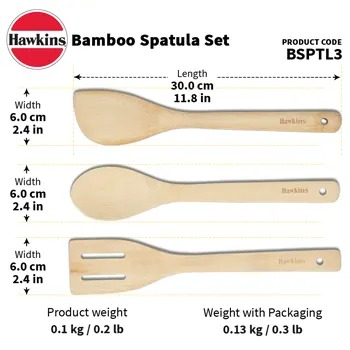 Hawkins
Bamboo Spatula Set
PRODUCT CODE
BSPTL3
Length
30.0 cm
11.8 in
Width
6.0 cm
2.4 in
Hawkins
Width
6.0 cm
2.4 in
Hawkins
Width
6.0 cm
2.4 in
Hawkins
Product weight
0.1 kg / 0.2 lb
Weight with Packaging
0.13 kg / 0.3 lb